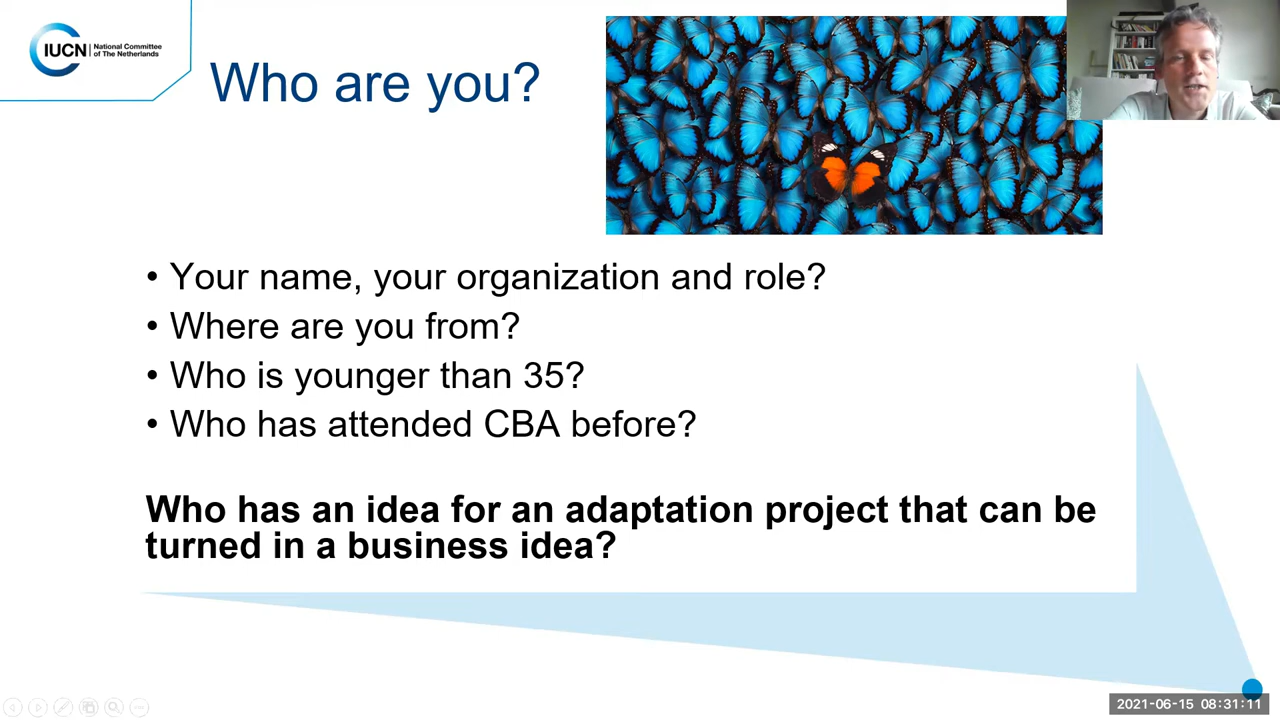 IUCN
National Committee
of The Netherlands
Who are you?
• Your name, your organization and role?
• Where are you from?
• Who is younger than 35?
• Who has attended CBA before?
Who has an idea for an adaptation project that can be
turned in a business idea?
2021-06-15 08:31:11